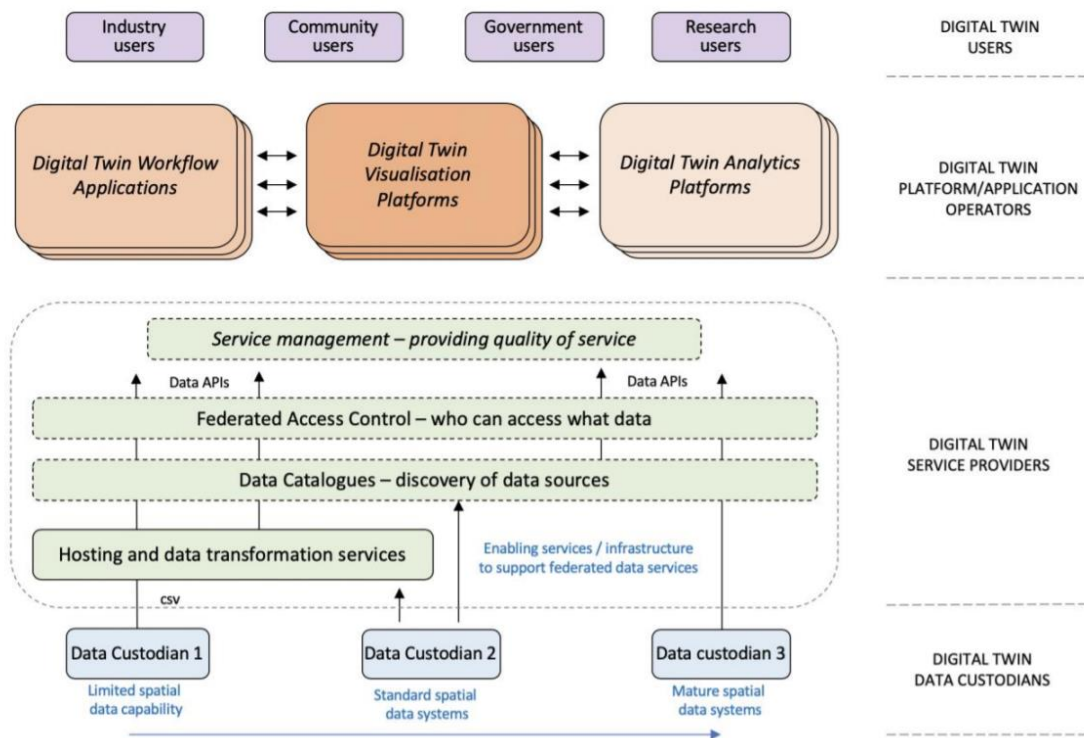 Industry
users
Community
users
Government
users
Research
users
DIGITAL TWIN
USERS
Digital Twin Workflow
Applications
Digital Twin
Visualisation
Platforms
Digital Twin Analytics
Platforms
DIGITAL TWIN
PLATFORM/APPLICATION
OPERATORS
Service management – providing quality of service
Data APIs
Data APIs
Federated Access Control – who can access what data
Data Catalogues – discovery of data sources
Hosting and data transformation services
Enabling services / infrastructure
to support federated data services
DIGITAL TWIN
SERVICE PROVIDERS
csv
Data Custodian 1
Data Custodian 2
Data custodian 3
Limited spatial
data capability
Standard spatial
data systems
Mature spatial
data systems
DIGITAL TWIN
DATA CUSTODIANS